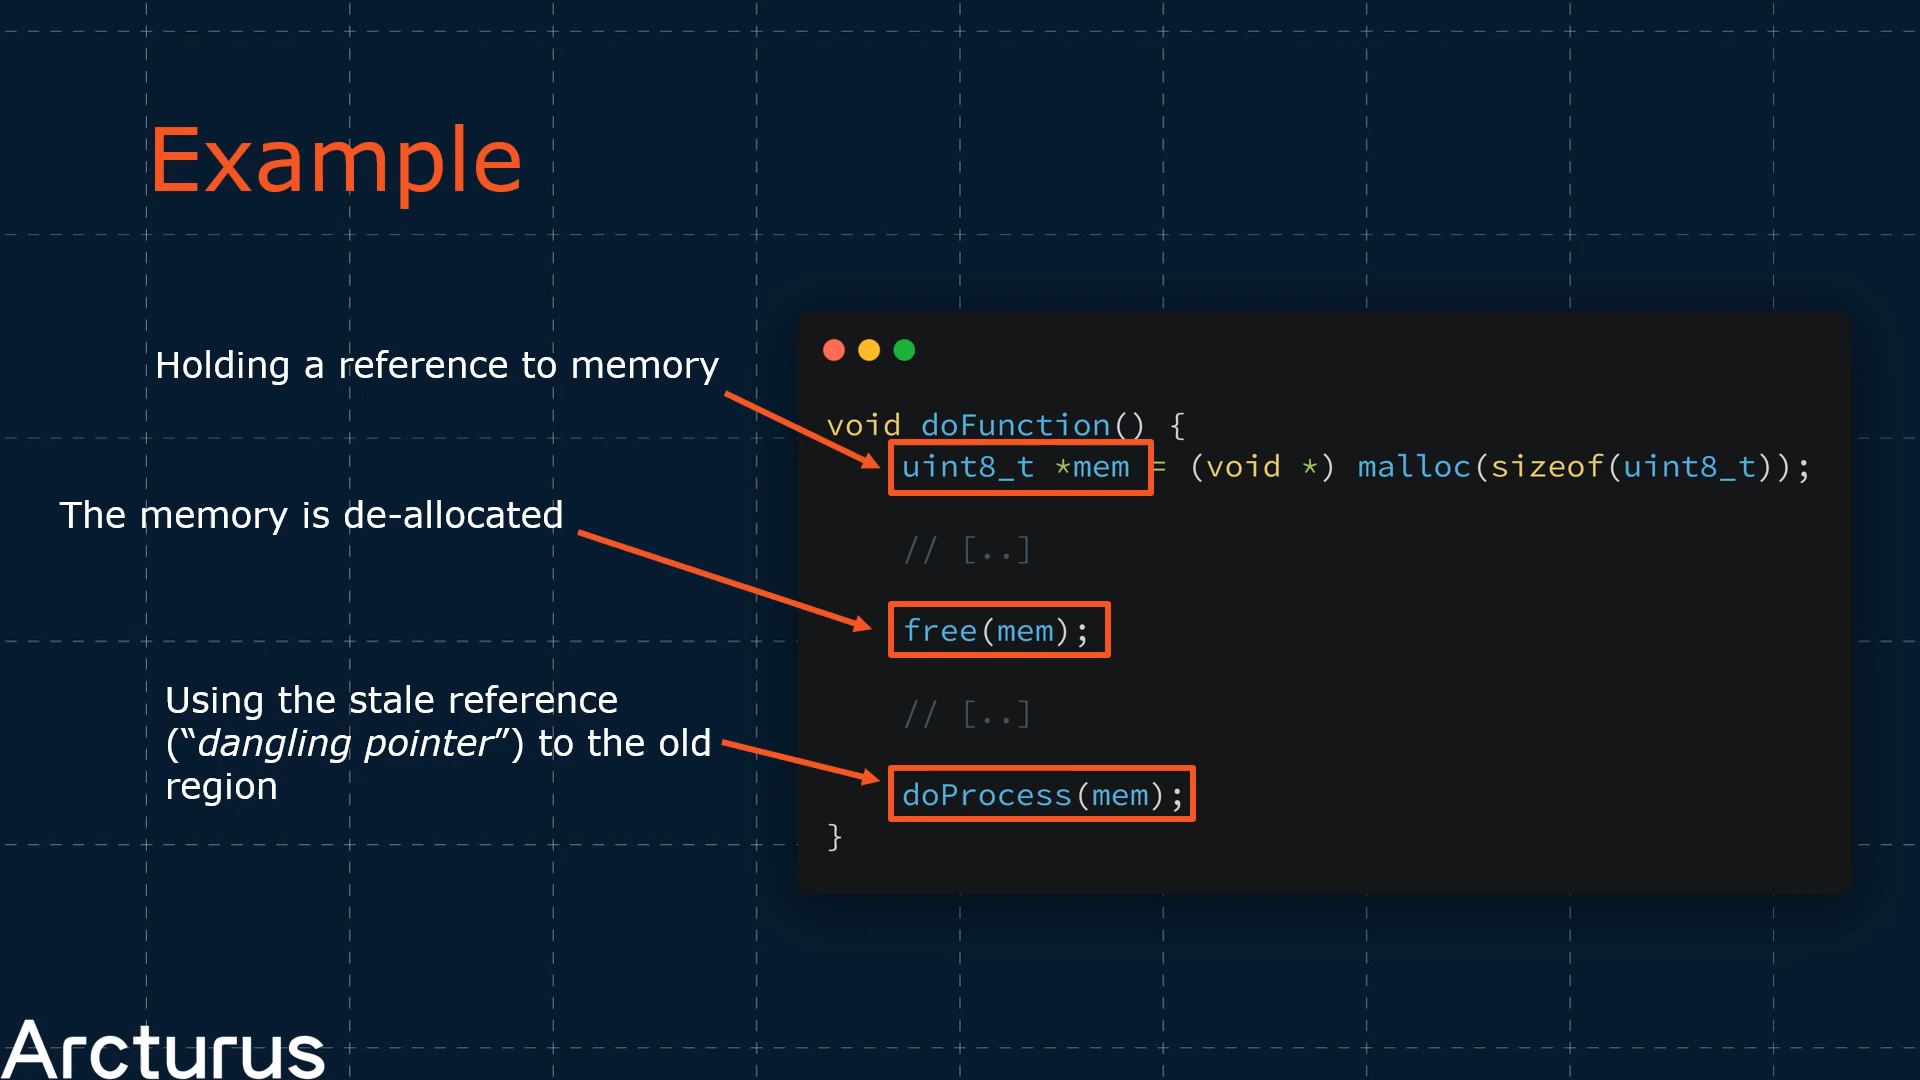 Example
Holding a reference to memory
The memory is de-allocated
Using the stale reference
(“dangling pointer”) to the old
region
void doFunction() {
uint8_t *mem = (void *) malloc(sizeof(uint8_t));
// [..]
free(mem);
// [..]
doProcess(mem);
}
Arcturus